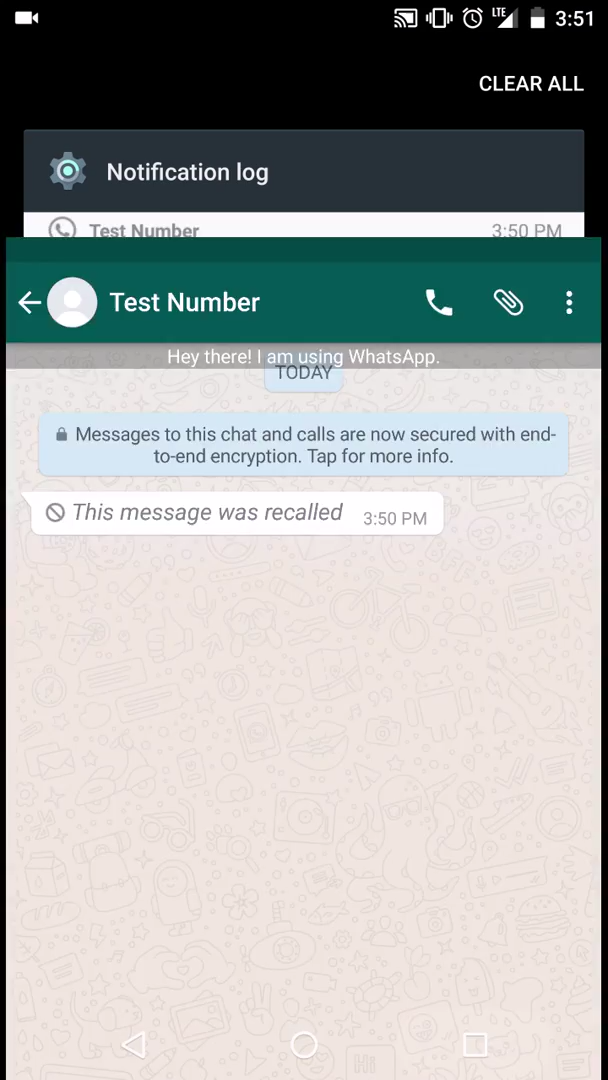 LTE 3:51
CLEAR ALL
Notification log
Test Number 3:50 PM
Test Number
Hey there! I am using WhatsApp.
TODAY
Messages to this chat and calls are now secured with end-
to-end encryption. Tap for more info.
This message was recalled 3:50 PM
Hi